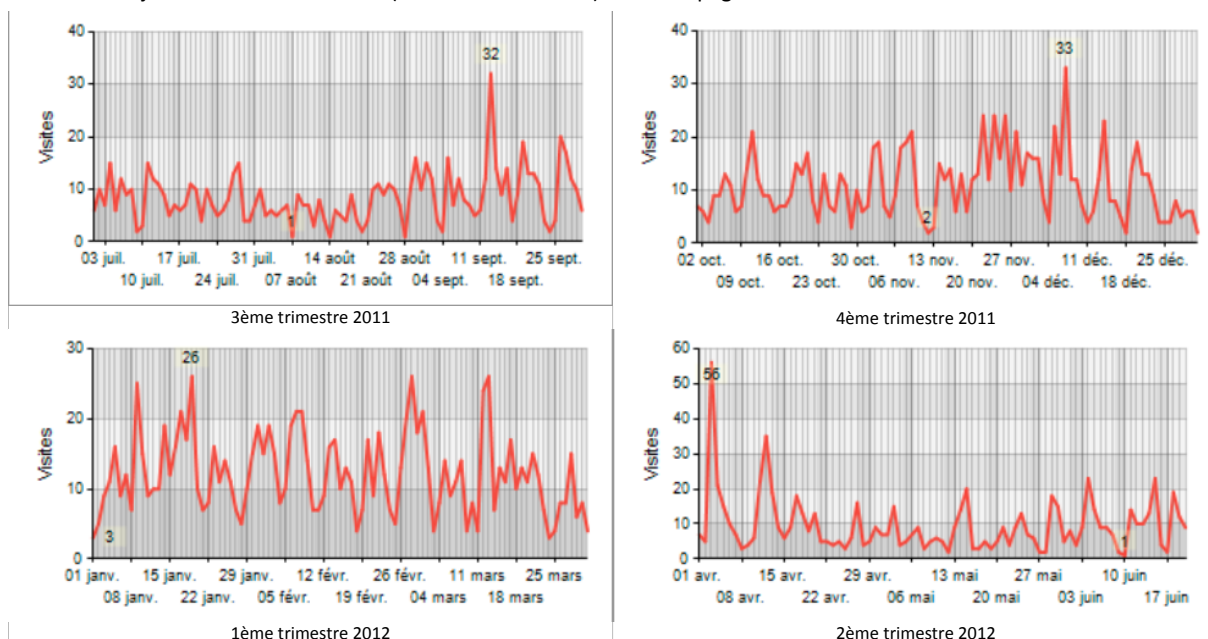 40
30
20
10
0
Visites
32
1
03 juil. 17 juil. 31 juil. 14 août 28 août 11 sept. 25 sept.
10 juil. 24 juil. 07 août 21 août 04 sept. 18 sept.
3ème trimestre 2011
40
30
20
10
0
Visites
33
2
02 oct. 16 oct. 30 oct. 13 nov. 27 nov. 11 déc. 25 déc.
09 oct. 23 oct. 06 nov. 20 nov. 04 déc. 18 déc.
4ème trimestre 2011
30
20
10
0
Visites
26
3
01 janv. 15 janv. 29 janv. 12 févr. 26 févr. 11 mars 25 mars
08 janv. 22 janv. 05 févr. 19 févr. 04 mars 18 mars
1ème trimestre 2012
60
50
40
30
20
10
0
Visites
56
1
01 avr. 15 avr. 29 avr. 13 mai 27 mai 10 juin
08 avr. 22 avr. 06 mai 20 mai 03 juin 17 juin
2ème trimestre 2012